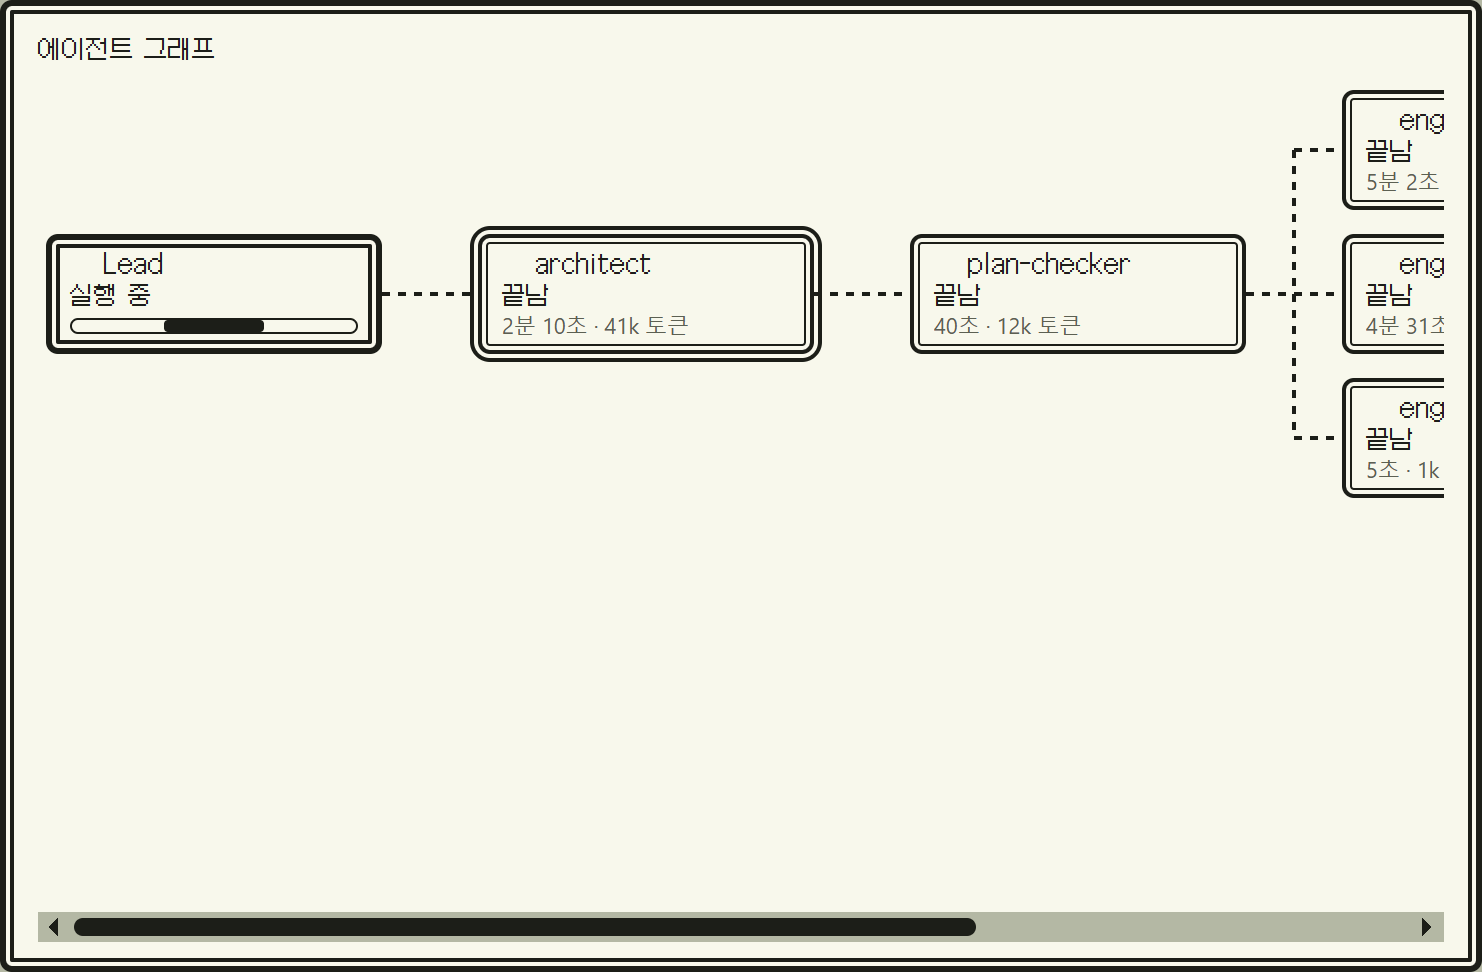 에이전트 그래프
Lead
실행 중
architect
끝남
2분 10초 · 41k 토큰
plan-checker
끝남
40초 · 12k 토큰
eng
끝남
5분 2초
eng
끝남
4분 31초
eng
끝남
5초 · 1k